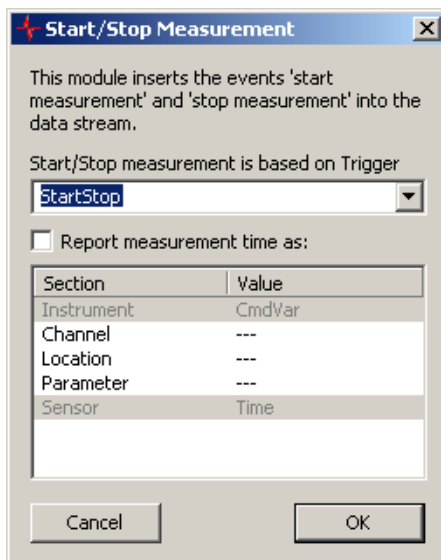 Start/Stop Measurement
This module inserts the events 'start
measurement' and 'stop measurement' into the
data stream.
Start/Stop measurement is based on Trigger
StartStop
Report measurement time as:
Section Value
Instrument CmdVar
Channel ---
Location ---
Parameter ---
Sensor Time
Cancel OK